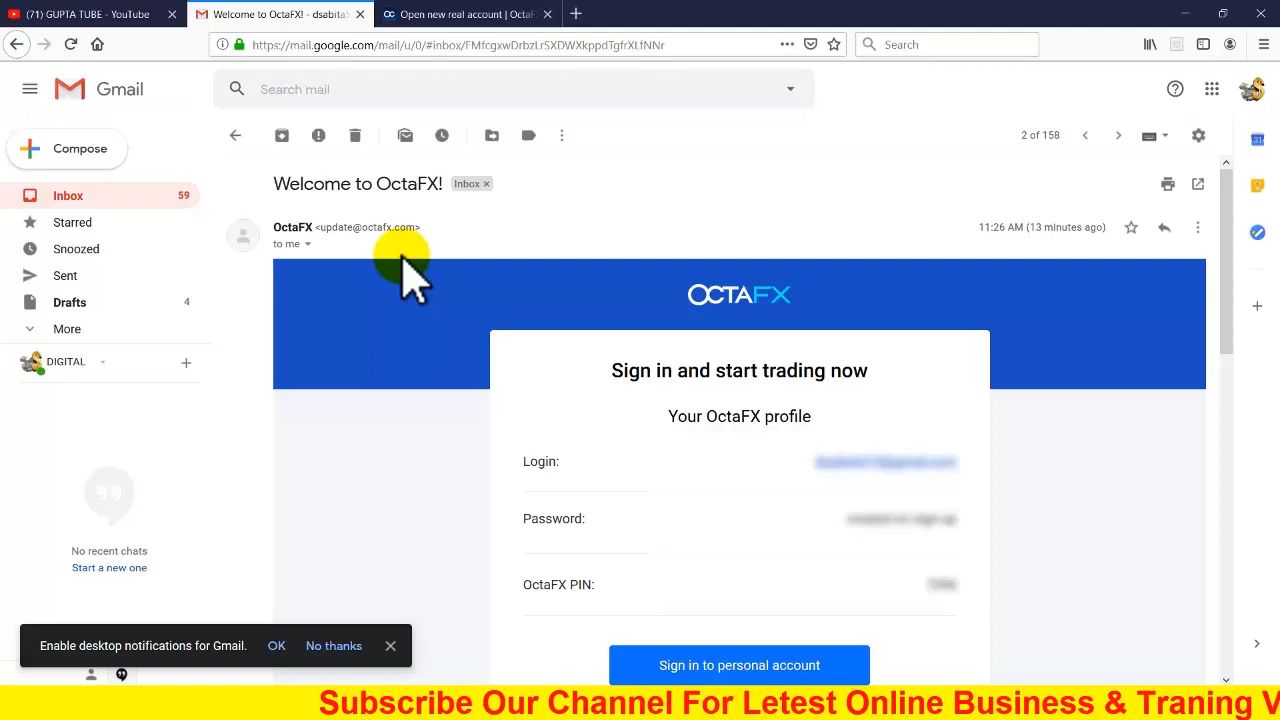 (71) GUPTA TUBE - YouTube
Welcome to OctaFX! - dsabita5
Open new real account | OctaF
https://mail.google.com/mail/u/0/#inbox/
Search
Gmail
Search mail
Compose
2 of 158
Inbox 59
Starred
Snoozed
Sent
Drafts 4
More
DIGITAL
No recent chats
Start a new one
Welcome to OctaFX! Inbox ×
OctaFX <update@octafx.com>
11:26 AM (13 minutes ago)
to me
OCTAFX
Sign in and start trading now
Your OctaFX profile
Login:
Password:
OctaFX PIN:
Sign in to personal account
31
Enable desktop notifications for Gmail. OK No thanks
Subscribe Our Channel For Letest Online Business & Traning V